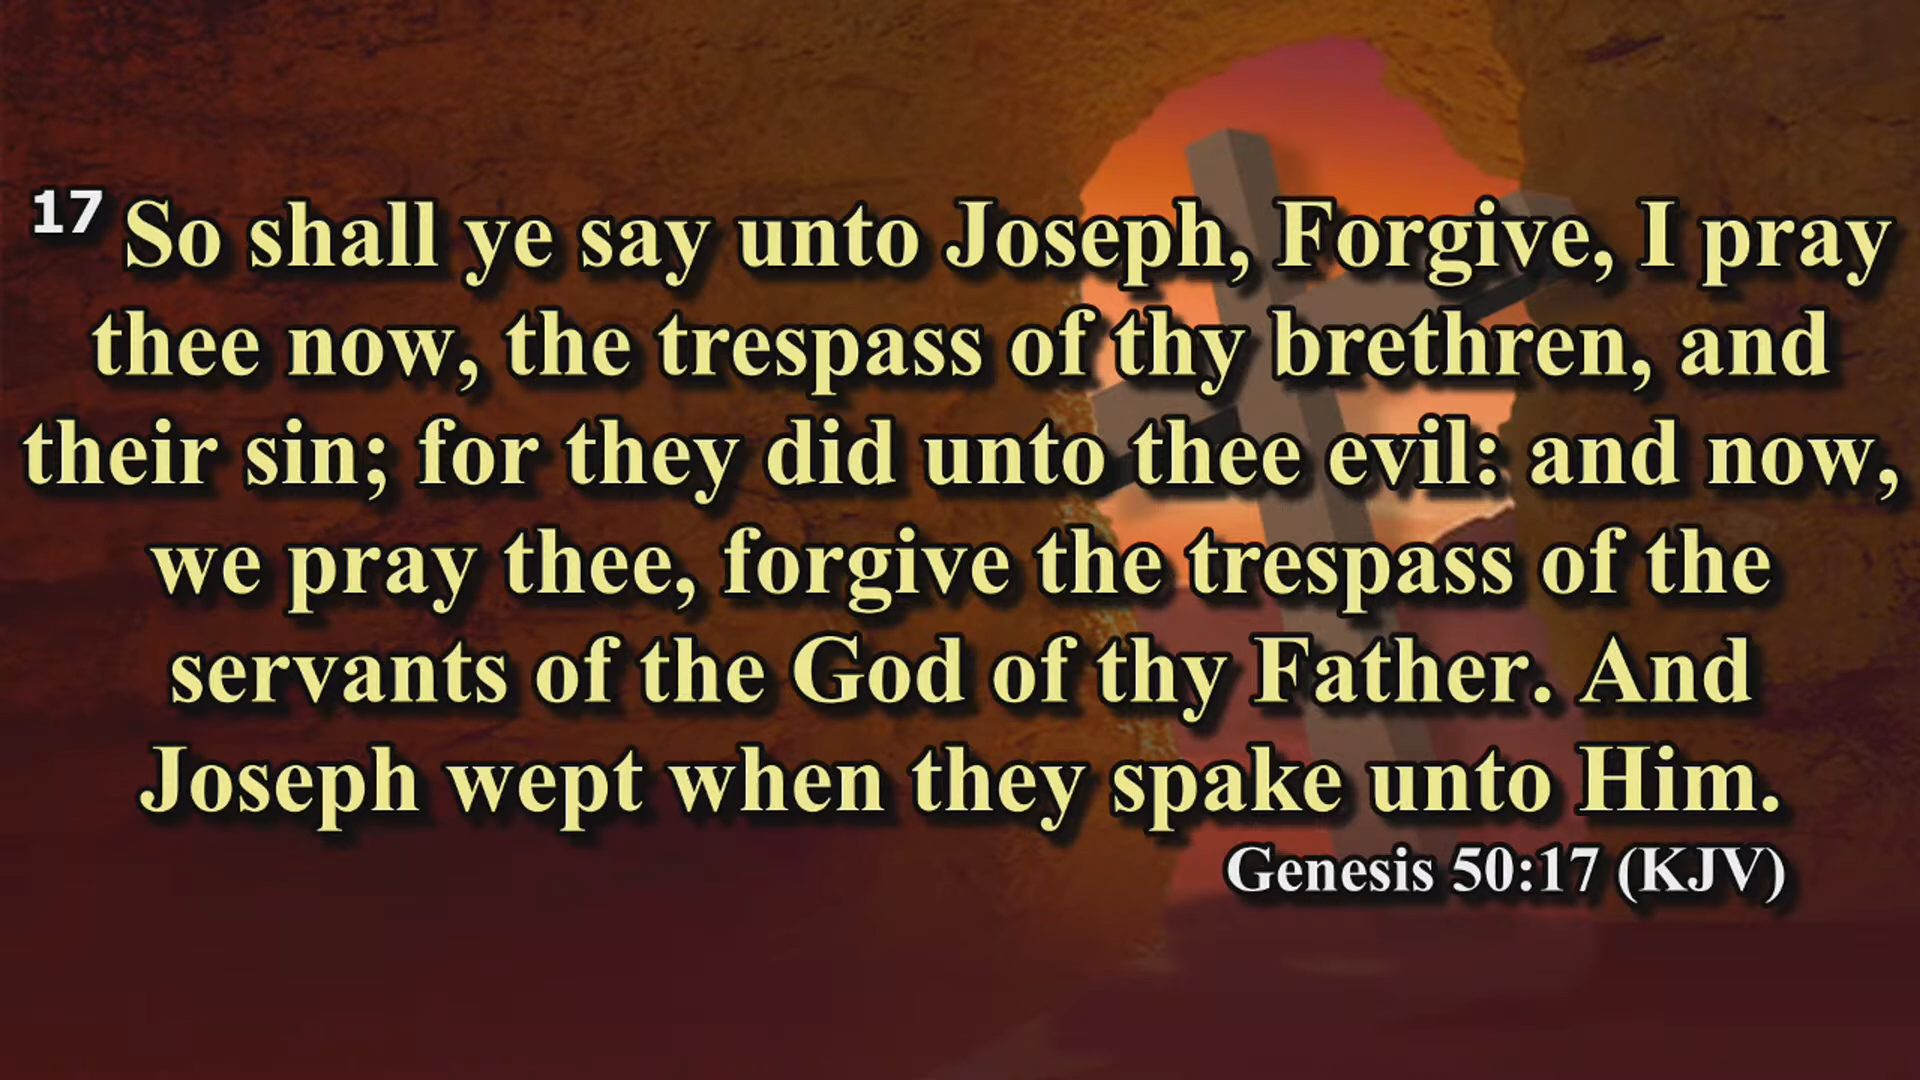 17 So shall ye say unto Joseph, Forgive, I pray
thee now, the trespass of thy brethren, and
their sin; for they did unto thee evil: and now,
we pray thee, forgive the trespass of the
servants of the God of thy Father. And
Joseph wept when they spake unto Him.
Genesis 50:17 (KJV)